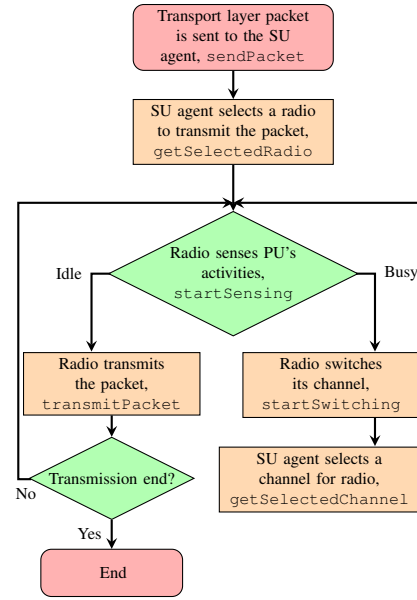 Transport layer packet
is sent to the SU
agent, sendPacket
SU agent selects a radio
to transmit the packet,
getSelectedRadio
Radio senses PU's
activities,
startSensing
Idle
Busy
Radio transmits
the packet,
transmitPacket
Radio switches
its channel,
startSwitching
Transmission end?
No
Yes
SU agent selects a
channel for radio,
getSelectedChannel
End